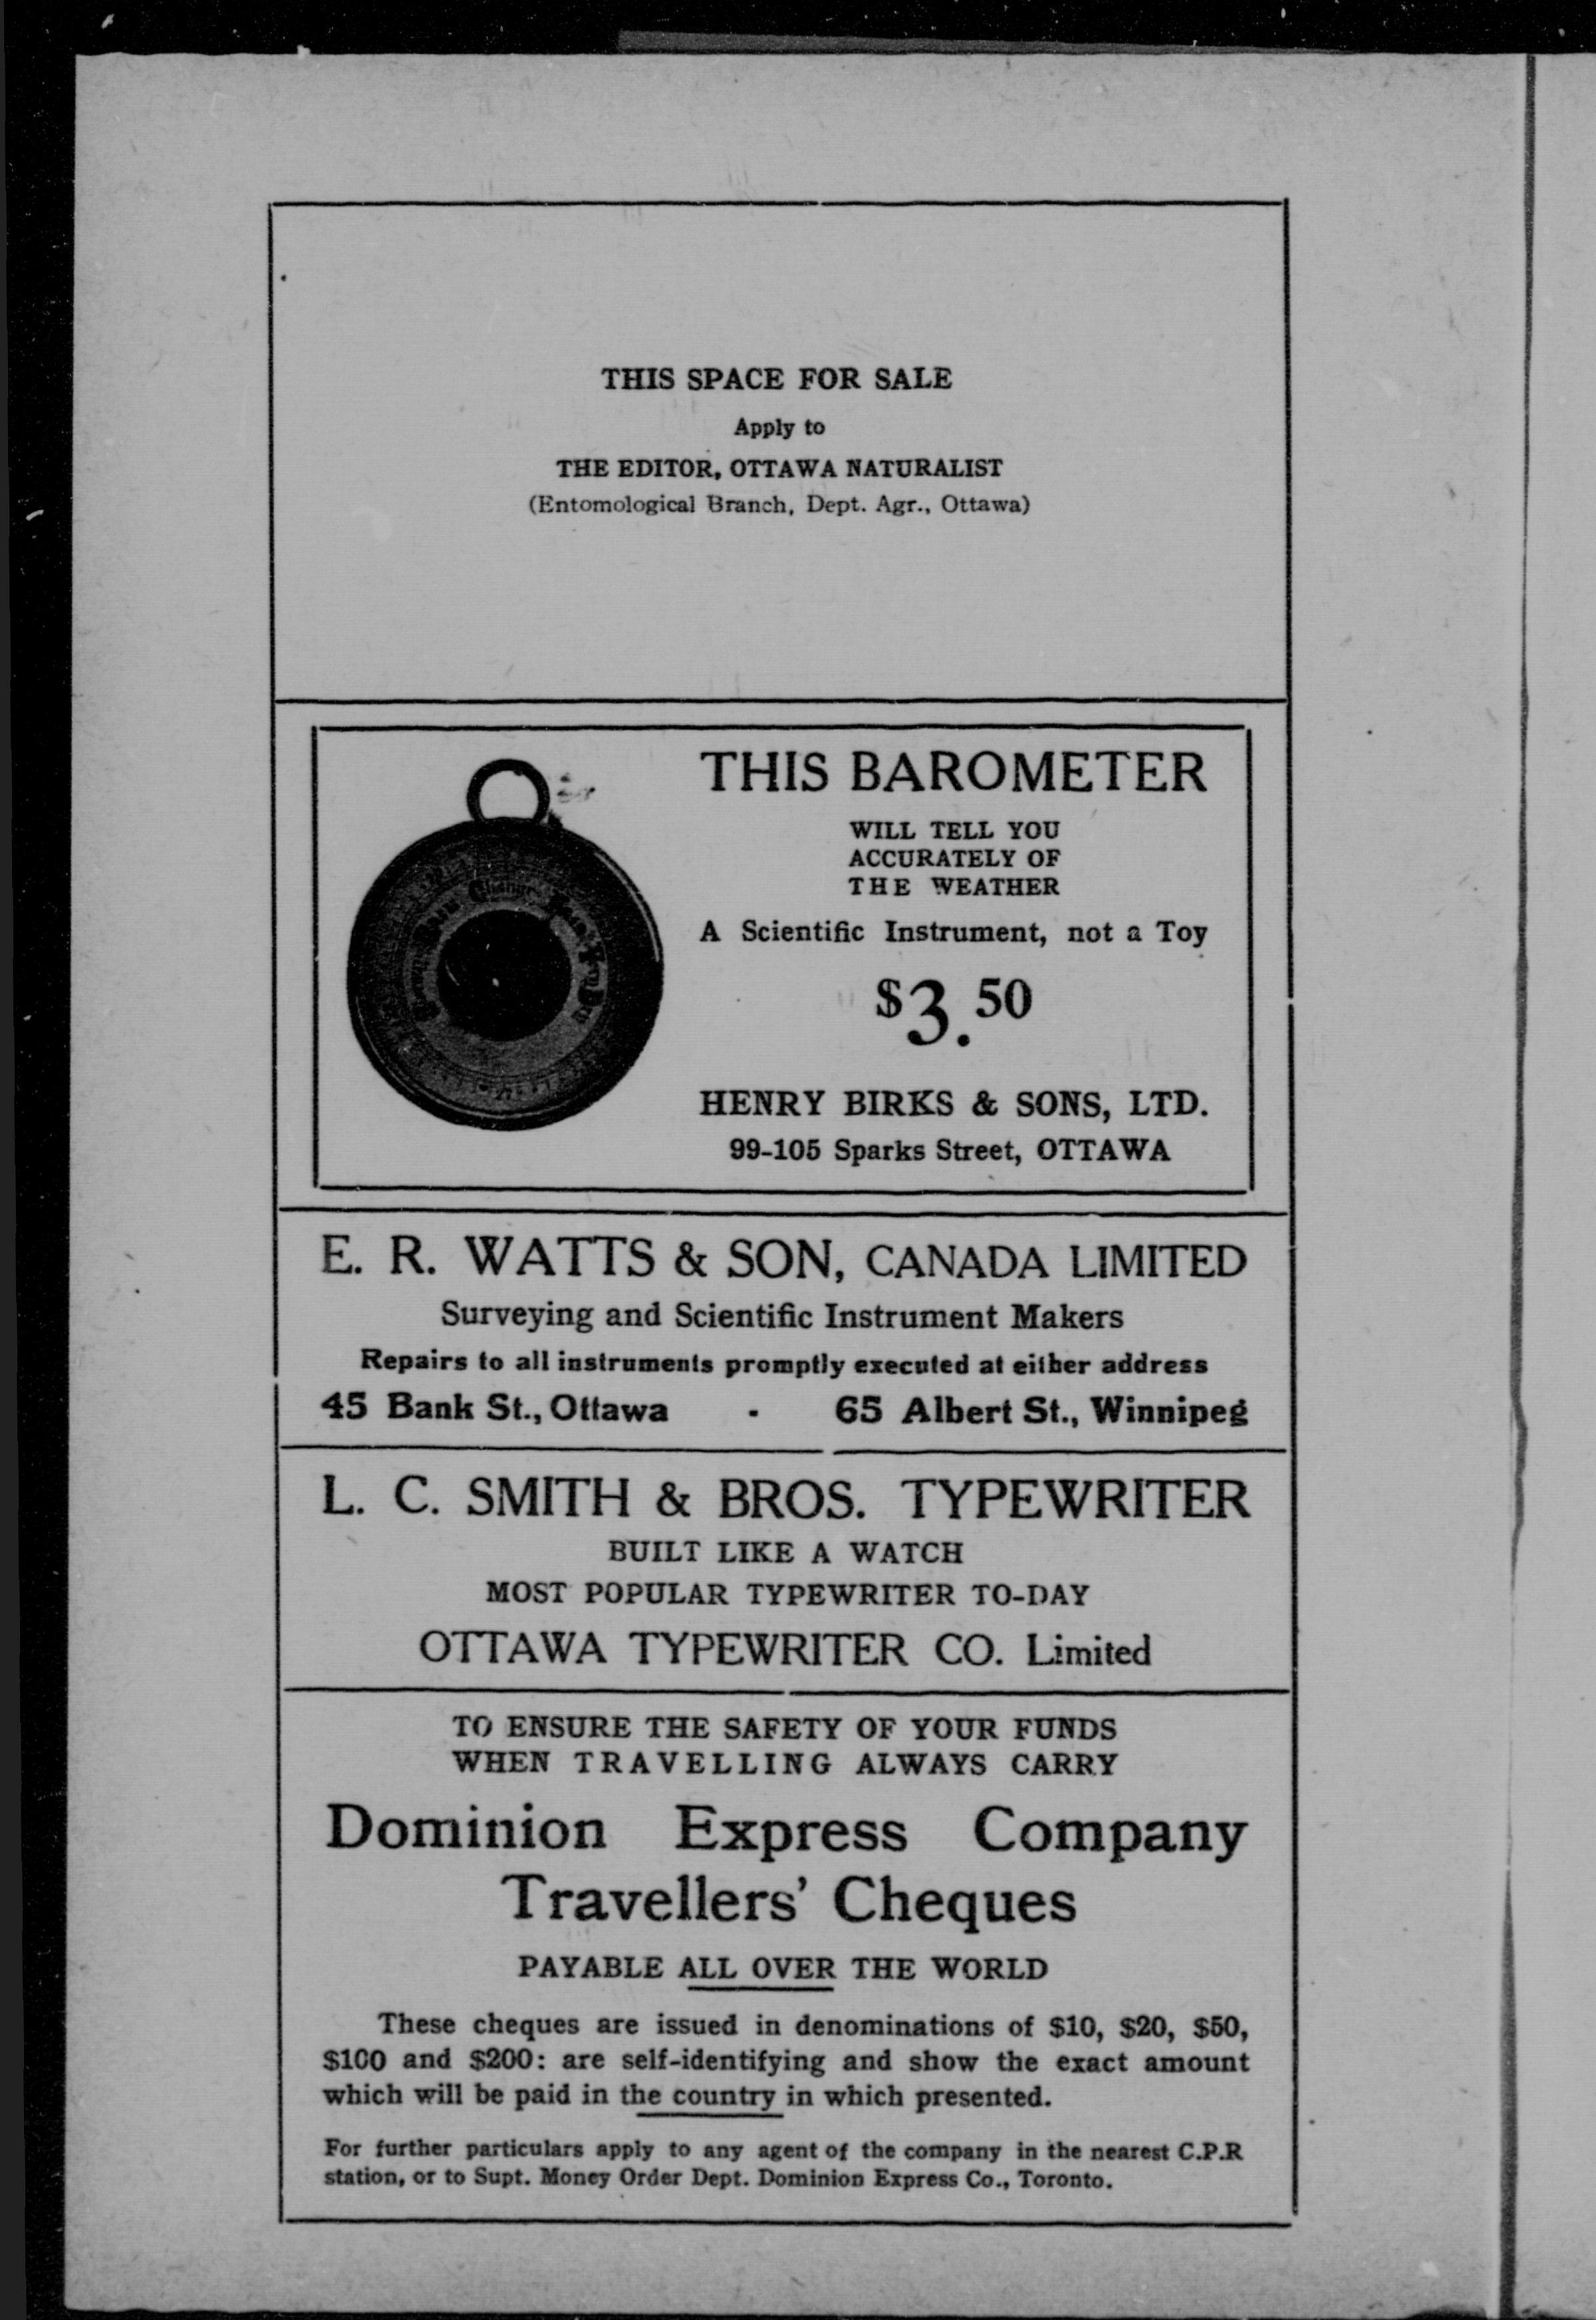 THIS SPACE FOR SALE
Apply to
THE EDITOR, OTTAWA NATURALIST
(Entomological Branch, Dept. Agr., Ottawa)
THIS BAROMETER
WILL TELL YOU
ACCURATELY OF
THE WEATHER
A Scientific Instrument, not a Toy
$3.50
HENRY BIRKS & SONS, LTD.
99-105 Sparks Street, OTTAWA
Change
E. R. WATTS & SON, CANADA LIMITED
Surveying and Scientific Instrument Makers
Repairs to all instruments promptly executed at either address
45 Bank St., Ottawa - 65 Albert St., Winnipeg
L. C. SMITH & BROS. TYPEWRITER
BUILT LIKE A WATCH
MOST POPULAR TYPEWRITER TO-DAY
OTTAWA TYPEWRITER CO. Limited
TO ENSURE THE SAFETY OF YOUR FUNDS
WHEN TRAVELLING ALWAYS CARRY
Dominion Express Company
Travellers' Cheques
PAYABLE ALL OVER THE WORLD
These cheques are issued in denominations of $10, $20, $50,
$100 and $200: are self-identifying and show the exact amount
which will be paid in the country in which presented.
For further particulars apply to any agent of the company in the nearest C.P.R
station, or to Supt. Money Order Dept. Dominion Express Co., Toronto.